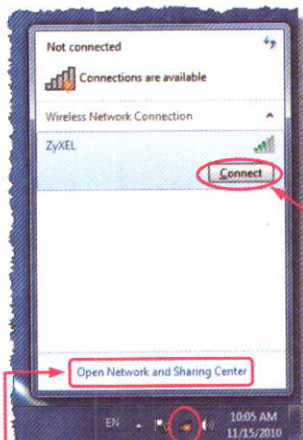 Not connected
Connections are available
Wireless Network Connection
ZyXEL
Connect
Open Network and Sharing Center
EN
10:05 AM
11/15/2010